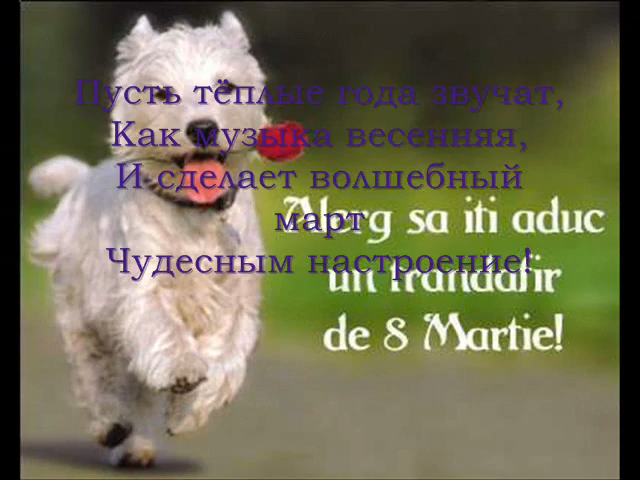 Пусть тёплые года звучат,
Как музыка весенняя,
И сделает волшебный
март
Чудесным настроение!
Alerg sa iti aduc
un trandafir
de 8 Martie!